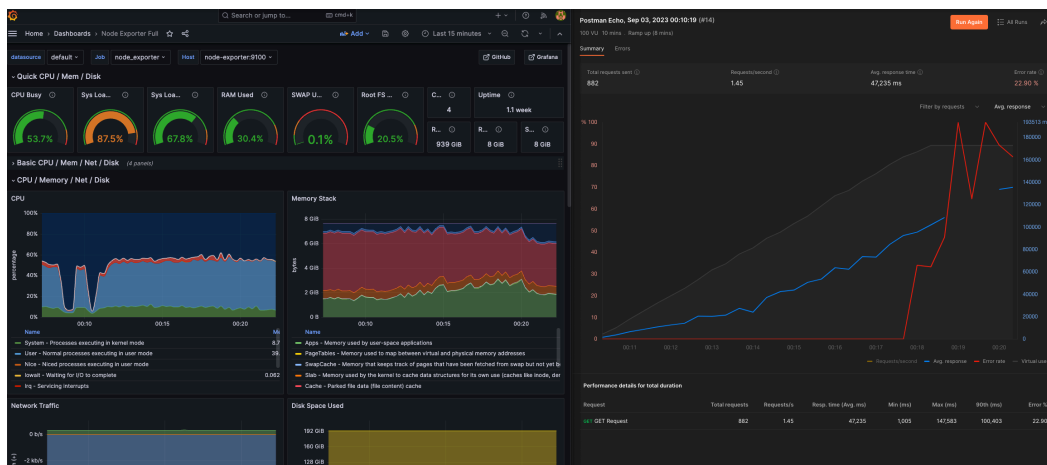 Search or jump to...
cmd+k
Home › Dashboards › Node Exporter Full
Add
Last 15 minutes
datasource
default
Job
node_exporter
Host
node-exporter:9100
GitHub
Grafana
Quick CPU / Mem / Disk
CPU Busy
Sys Loa...
Sys Loa...
RAM Used
SWAP U...
Root FS ...
C...
Uptime
4
1.1 week
R...
R...
S...
53.7%
87.5%
67.8%
30.4%
0.1%
20.5%
939 GiB
8 GiB
8 GiB
Basic CPU / Mem / Net / Disk (4 panels)
CPU / Memory / Net / Disk
CPU
100%
80%
60%
40%
20%
0%
percentage
00:10
00:15
00:20
Name
System - Processes executing in kernel mode
8.7
User - Normal processes executing in user mode
39.
Nice - Niced processes executing in user mode
Iowait - Waiting for I/O to complete
0.062
Irq - Servicing interrupts
Memory Stack
8 GiB
6 GiB
4 GiB
2 GiB
0 B
bytes
00:10
00:15
00:20
Name
Apps - Memory used by user-space applications
PageTables - Memory used to map between virtual and physical memory addresses
SwapCache - Memory that keeps track of pages that have been fetched from swap but not yet b
Slab - Memory used by the kernel to cache data structures for its own use (caches like inode, der
Cache - Parked file data (file content) cache
Network Traffic
0 b/s
-2 kb/s
Disk Space Used
192 GiB
160 GiB
128 GiB
Postman Echo, Sep 03, 2023 00:10:19 (#14)
100 VU 10 mins Ramp up (8 mins)
Run Again
All Runs
Summary
Errors
Total requests sent
Requests/second
Avg. response time
Error rate
882
1.45
47,235 ms
22.90 %
Filter by requests
Avg. response
% 100
90
80
70
60
50
40
30
20
10
0
180000
160000
140000
120000
100000
80000
60000
40000
20000
0
00:11
00:12
00:13
00:14
00:15
00:16
00:17
00:18
00:19
00:20
Requests/second
Avg. response
Error rate
Virtual use
Performance details for total duration
Request
Total requests
Requests/s
Resp. time (Avg. ms)
Min (ms)
Max (ms)
90th (ms)
Error %
GET GET Request
882
1.45
47,235
1,005
147,583
100,403
22.90